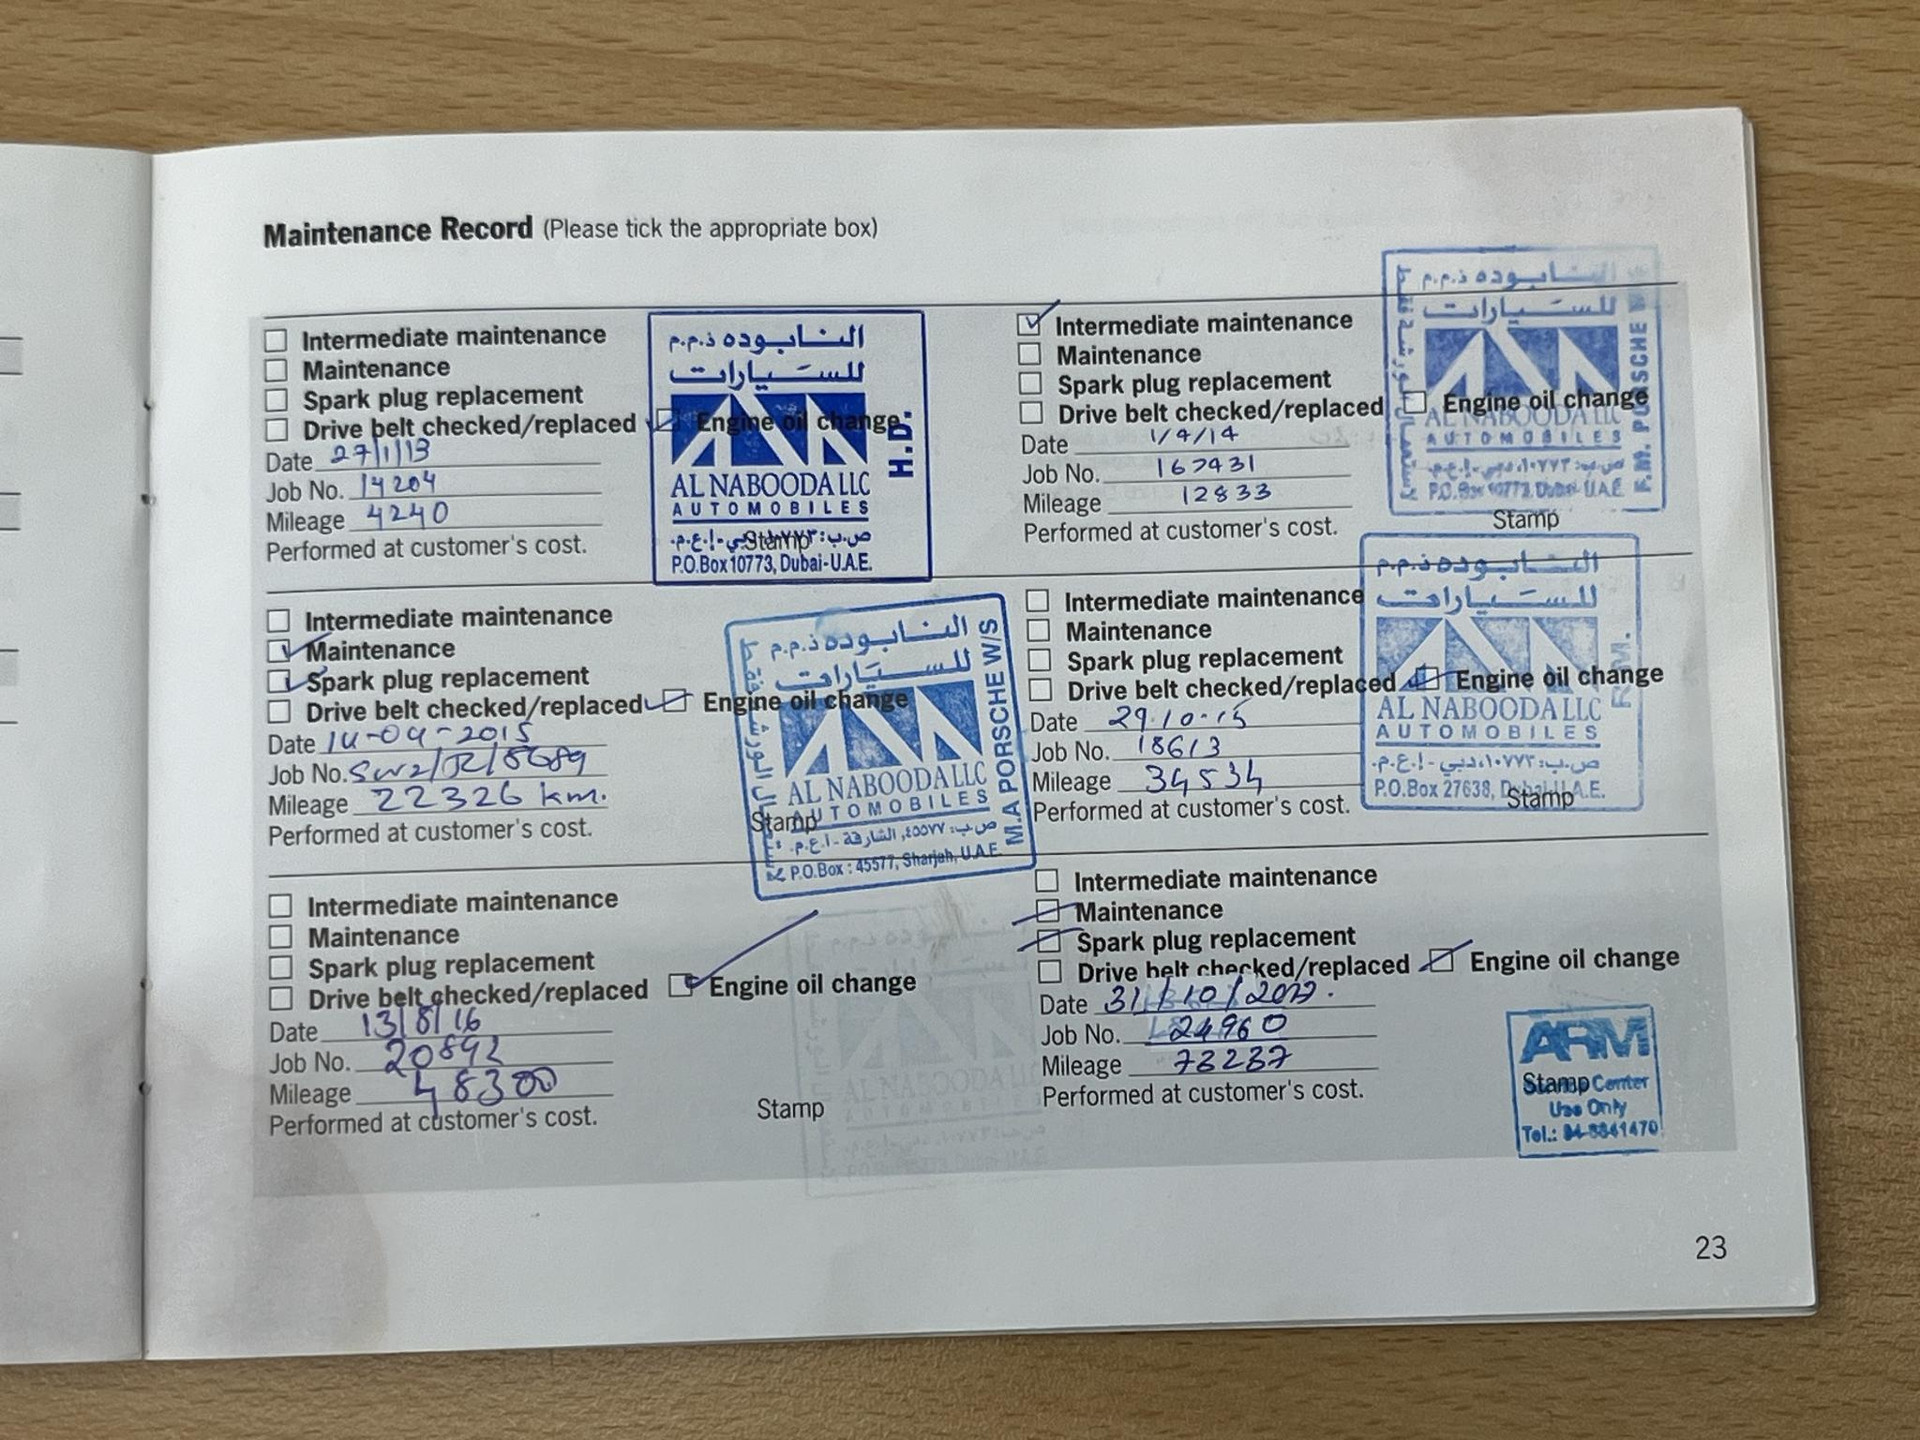 Maintenance Record (Please tick the appropriate box)
Intermediate maintenance
Maintenance
Spark plug replacement
Drive belt checked/replaced Engine oil change
Date 27/1/13
Job No. 14204
Mileage 4240
Performed at customer's cost.
Stamp
النابوده ذ.م.م
للسيارات
AL NABOODA LLC
AUTOMOBILES
P.O.Box 10773, Dubai-U.A.E.
H.D.
Intermediate maintenance
Maintenance
Spark plug replacement
Drive belt checked/replaced Engine oil change
Date 1/4/14
Job No. 167431
Mileage 12833
Performed at customer's cost.
Stamp
النابوده ذ.م.م
للسيارات
AL NABOODA LLC
AUTOMOBILES
P.O.Box 10773, Dubai-U.A.E.
Intermediate maintenance
Maintenance
Spark plug replacement
Drive belt checked/replaced Engine oil change
Date 14-04-2015
Job No.
Mileage 22326 km.
Performed at customer's cost.
Stamp
النابوده ذ.م.م
للسيارات
AL NABOODA LLC
AUTOMOBILES
ص.ب: ٤٥٥٧٧, الشارقة - ا.ع.م.
P.O.Box : 45577, Sharjah, U.A.E.
M.A PORSCHE W/S
Intermediate maintenance
Maintenance
Spark plug replacement
Drive belt checked/replaced Engine oil change
Date 29.10.15
Job No. 18613
Mileage 34534
Performed at customer's cost.
Stamp
النابوده ذ.م.م
للسيارات
AL NABOODA LLC
AUTOMOBILES
P.O.Box 27638, Dubai-U.A.E.
Intermediate maintenance
Maintenance
Spark plug replacement
Drive belt checked/replaced Engine oil change
Date 13/8/16
Job No. 20892
Mileage 48300
Performed at customer's cost.
Stamp
Intermediate maintenance
Maintenance
Spark plug replacement
Drive belt checked/replaced Engine oil change
Date 31/10/
Job No. 24960
Mileage 73237
Performed at customer's cost.
ARM
Stamp Center
Use Only
Tel.:
23